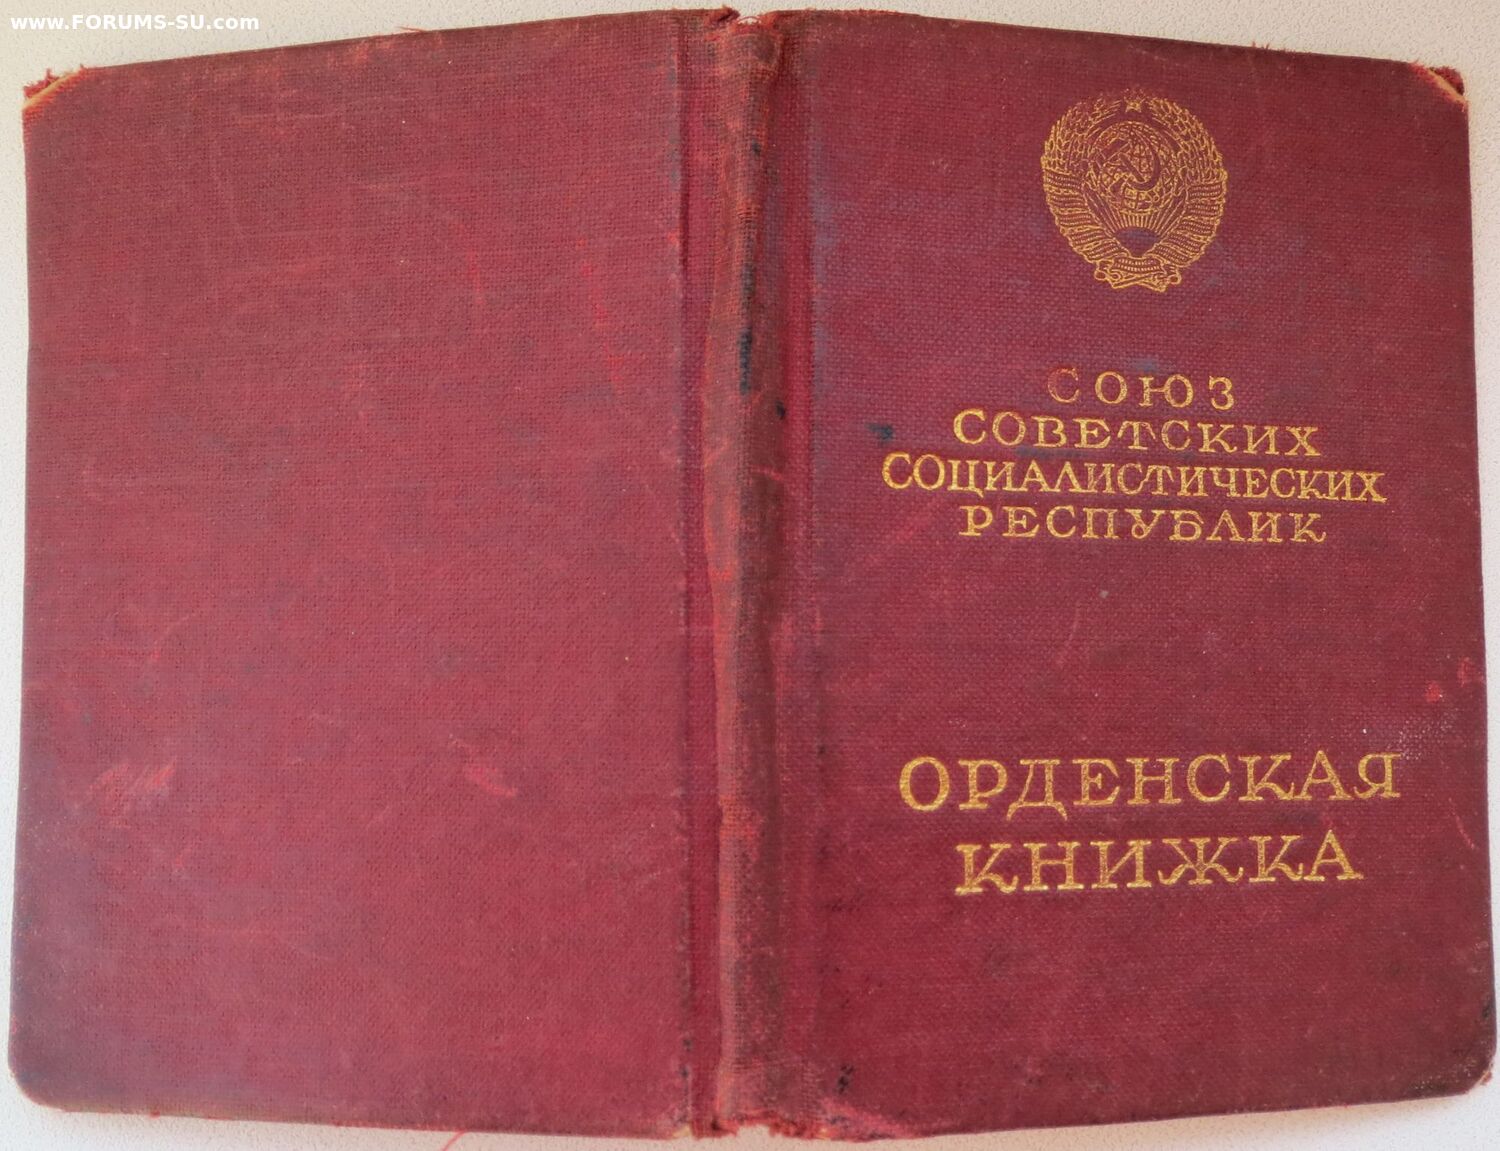 www.FORUMS-SU.com
СОЮЗ
СОВЕТСКИХ
СОЦИАЛИСТИЧЕСКИХ
РЕСПУБЛИК
ОРДЕНСКАЯ
КНИЖКА